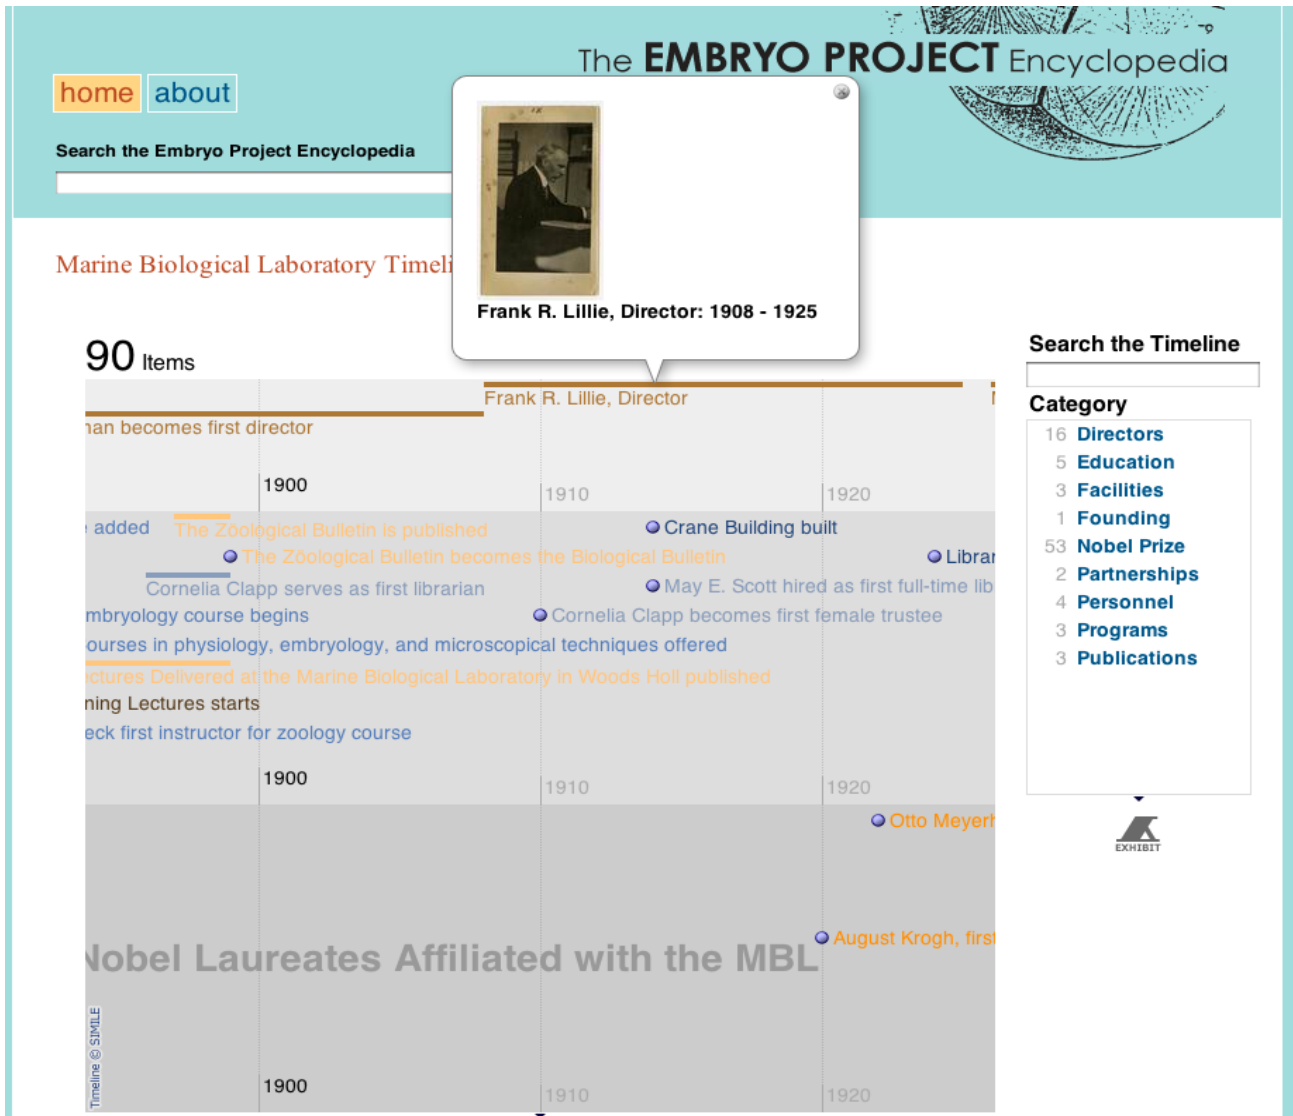 The EMBRYO PROJECT Encyclopedia
home about
Search the Embryo Project Encyclopedia
Marine Biological Laboratory Timeli
Frank R. Lillie, Director: 1908 - 1925
90 Items
Frank R. Lillie, Director
man becomes first director
1900 1910 1920
added
The Zöological Bulletin is published
Crane Building built
The Zöological Bulletin becomes the Biological Bulletin
Librar
Cornelia Clapp serves as first librarian
May E. Scott hired as first full-time lib
mbryology course begins
Cornelia Clapp becomes first female trustee
ourses in physiology, embryology, and microscopical techniques offered
ectures Delivered at the Marine Biological Laboratory in Woods Holl published
ning Lectures starts
eck first instructor for zoology course
1900 1910 1920
Otto Meyerh
August Krogh, first
Nobel Laureates Affiliated with the MBL
Timeline © SIMILE
1900 1910 1920
Search the Timeline
Category
16 Directors
5 Education
3 Facilities
1 Founding
53 Nobel Prize
2 Partnerships
4 Personnel
3 Programs
3 Publications
EXHIBIT